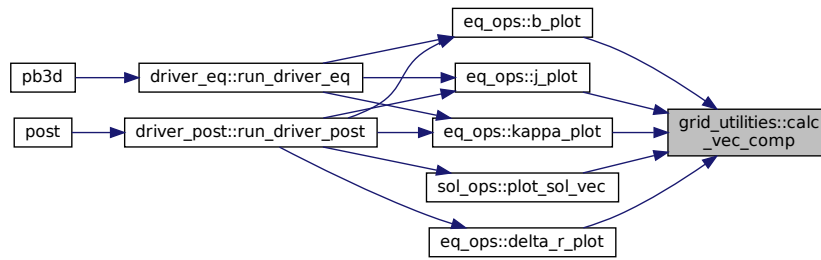 eq_ops::b_plot
pb3d
driver_eq::run_driver_eq
eq_ops::j_plot
grid_utilities::calc
_vec_comp
post
driver_post::run_driver_post
eq_ops::kappa_plot
sol_ops::plot_sol_vec
eq_ops::delta_r_plot